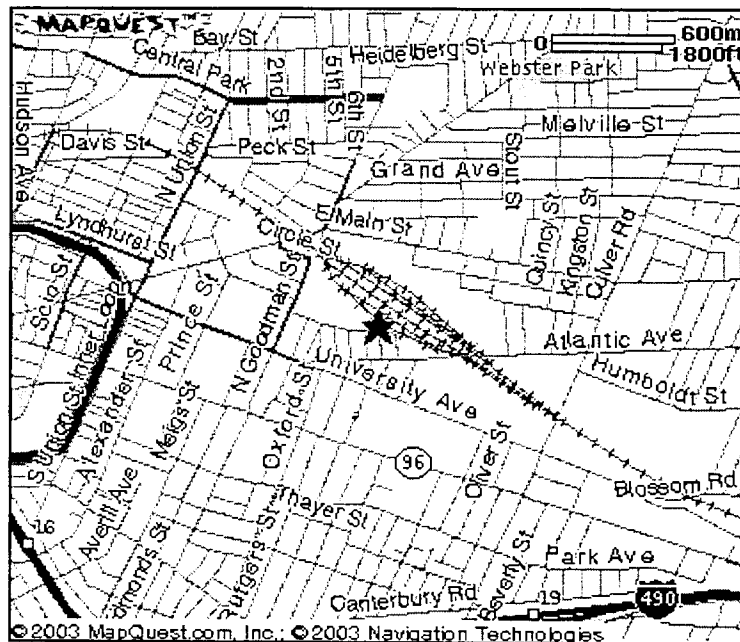 MAPQUEST™
Bay St
Central Park
Heidelberg St
0 600m
1800ft
Webster Park
2nd St
5th St
6th St
Hudson Ave
N Union St
Davis St
Peck St
Melville St
Grand Ave
Stout St
E Main St
Circle St
Lyndhurst St
Scio St
Inner Loop
Quincy St
Kingston St
Culver Rd
N Goodman St
Prince St
Atlantic Ave
University Ave
Humboldt St
S Union St
Alexander St
Meigs St
Oxford St
96
Oliver St
Blossom Rd
Averill Ave
Thayer St
16
Rutgers St
Beverly St
Park Ave
Canterbury Rd
19
490
©2003 MapQuest.com, Inc.; ©2003 Navigation Technologies